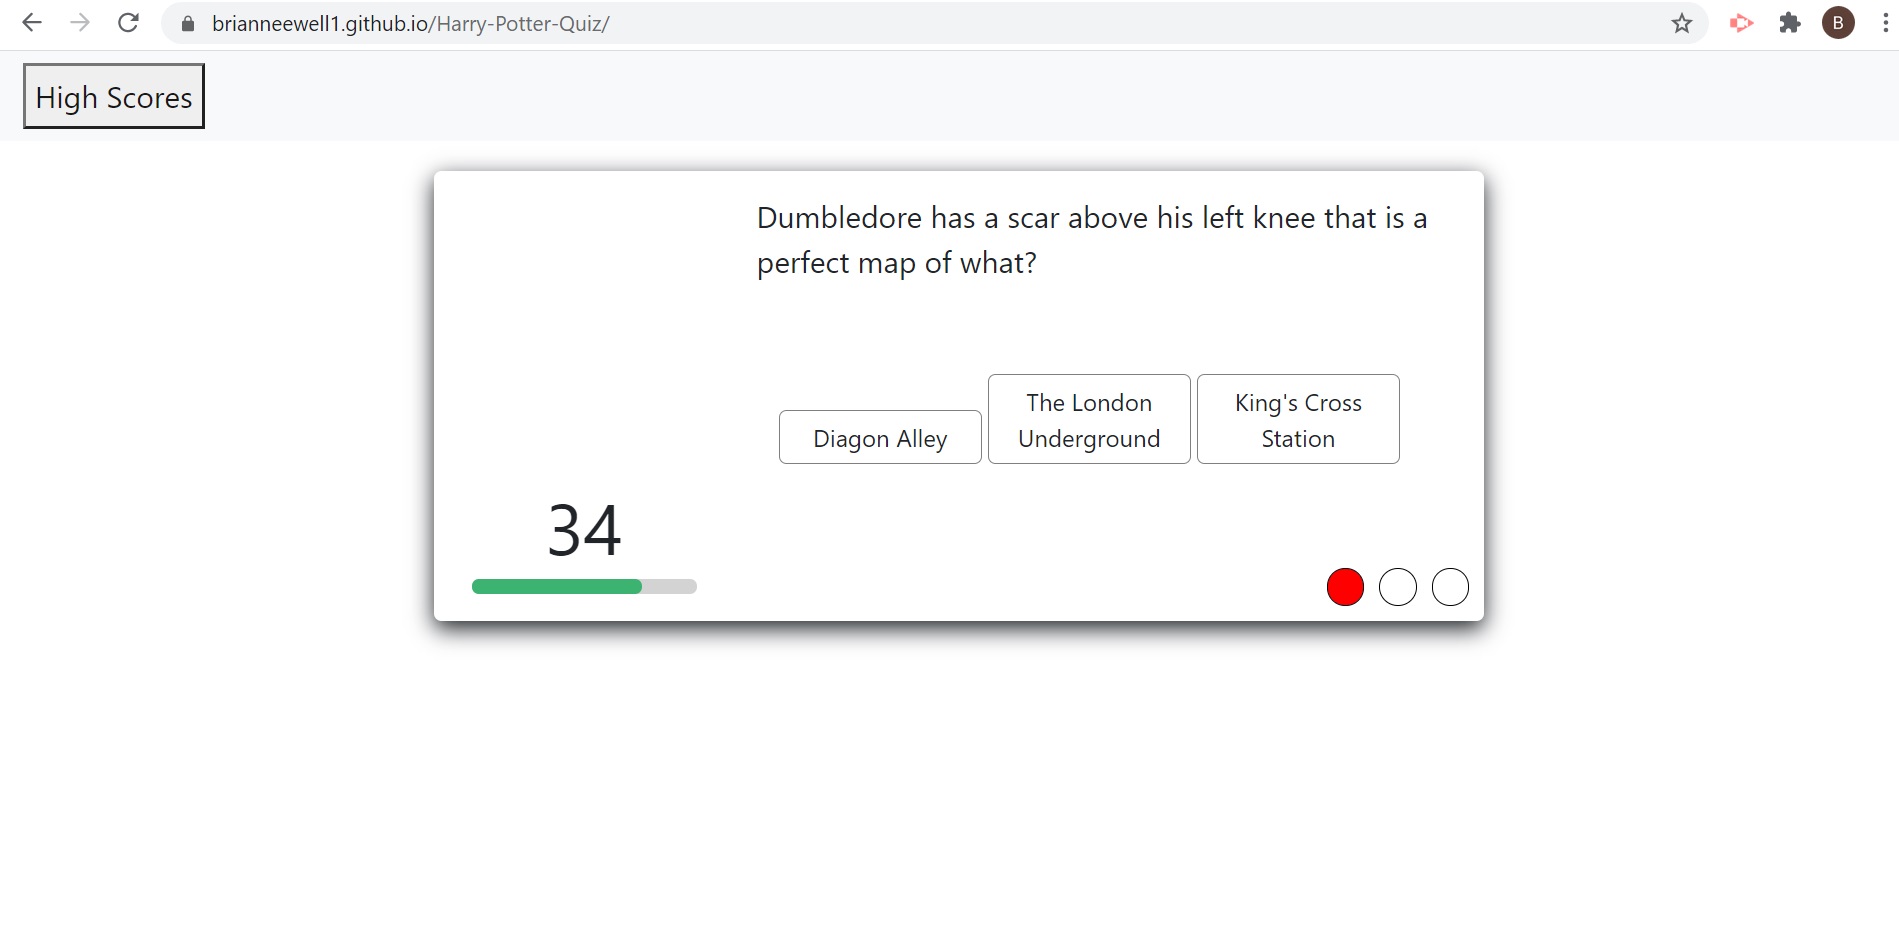 brianneewell1.github.io/Harry-Potter-Quiz/
B
High Scores
Dumbledore has a scar above his left knee that is a
perfect map of what?
Diagon Alley
The London
Underground
King's Cross
Station
34